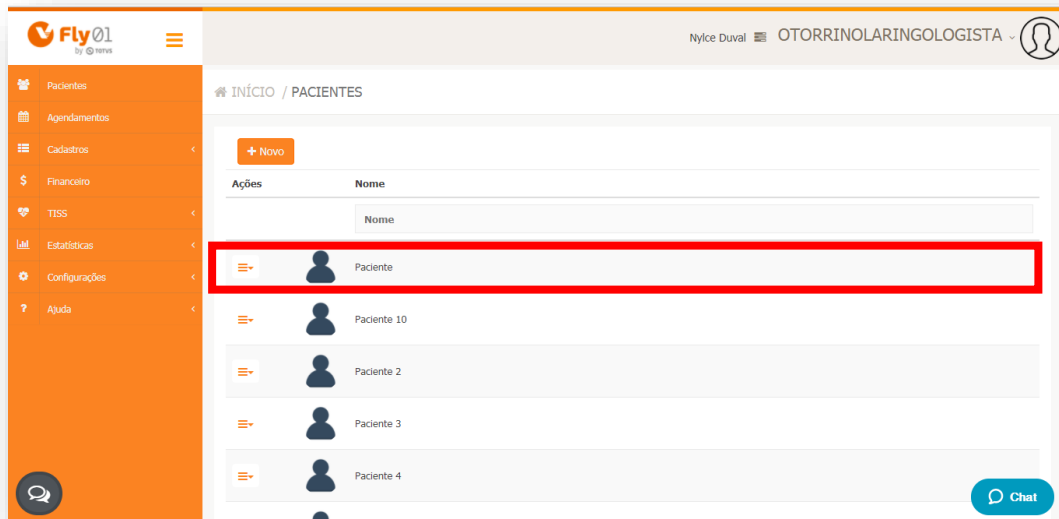 Fly01
by TOTVS
Nylce Duval OTORRINOLARINGOLOGISTA
Pacientes
Agendamentos
Cadastros
Financeiro
TISS
Estatísticas
Configurações
Ajuda
INÍCIO / PACIENTES
+ Novo
Ações Nome
Nome
Paciente
Paciente 10
Paciente 2
Paciente 3
Paciente 4
Chat